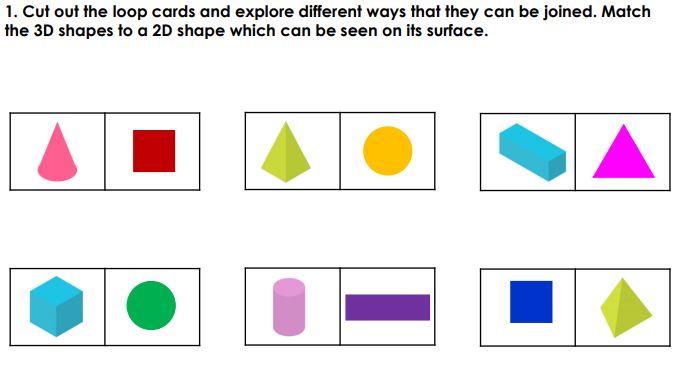 1. Cut out the loop cards and explore different ways that they can be joined. Match
the 3D shapes to a 2D shape which can be seen on its surface.